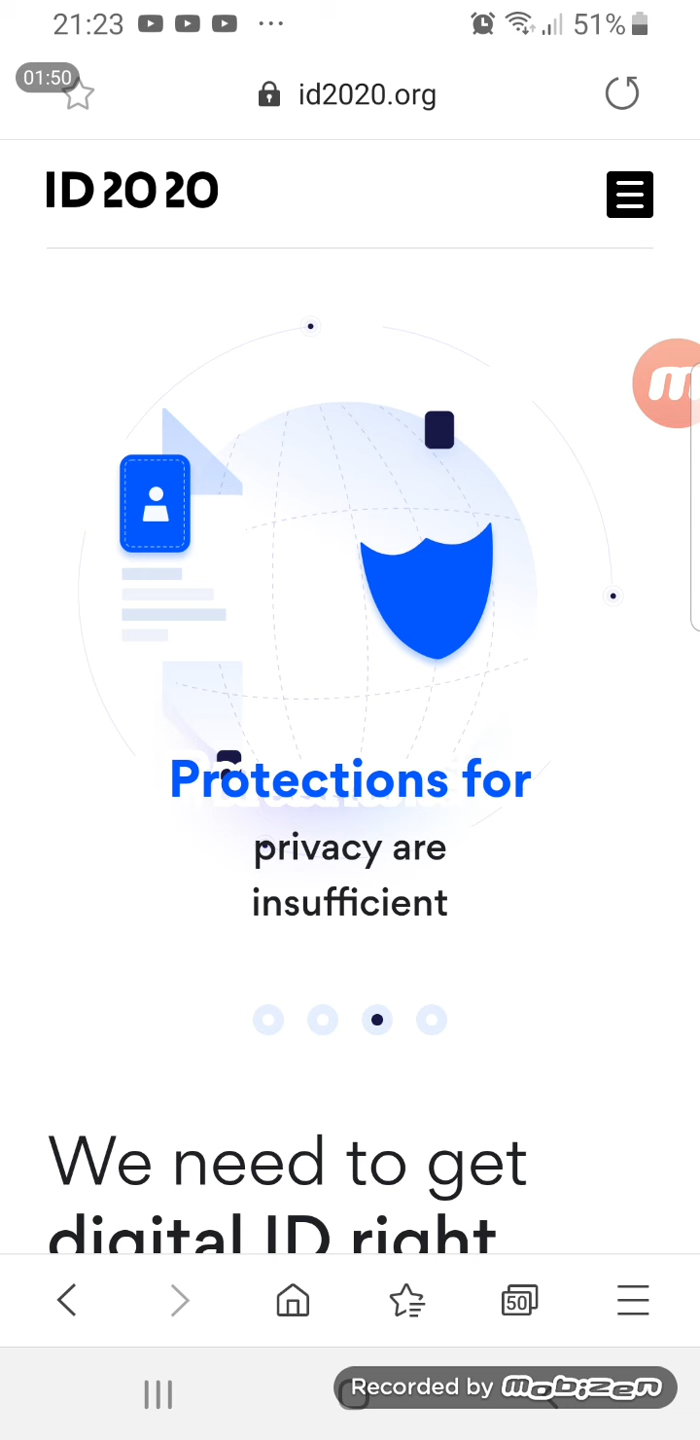 21:23
51%
01:50
id2020.org
ID2020
Protections for
privacy are
insufficient
We need to get
digital ID right
50
Recorded by mobizen